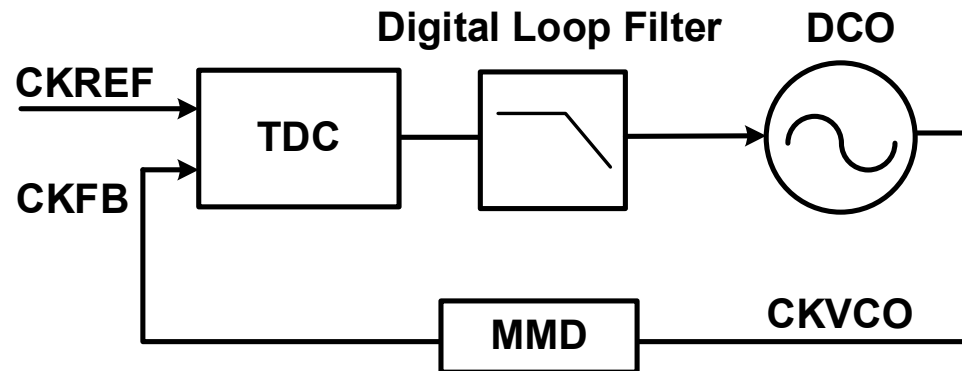 Digital Loop Filter
DCO
CKREF
TDC
CKFB
CKVCO
MMD